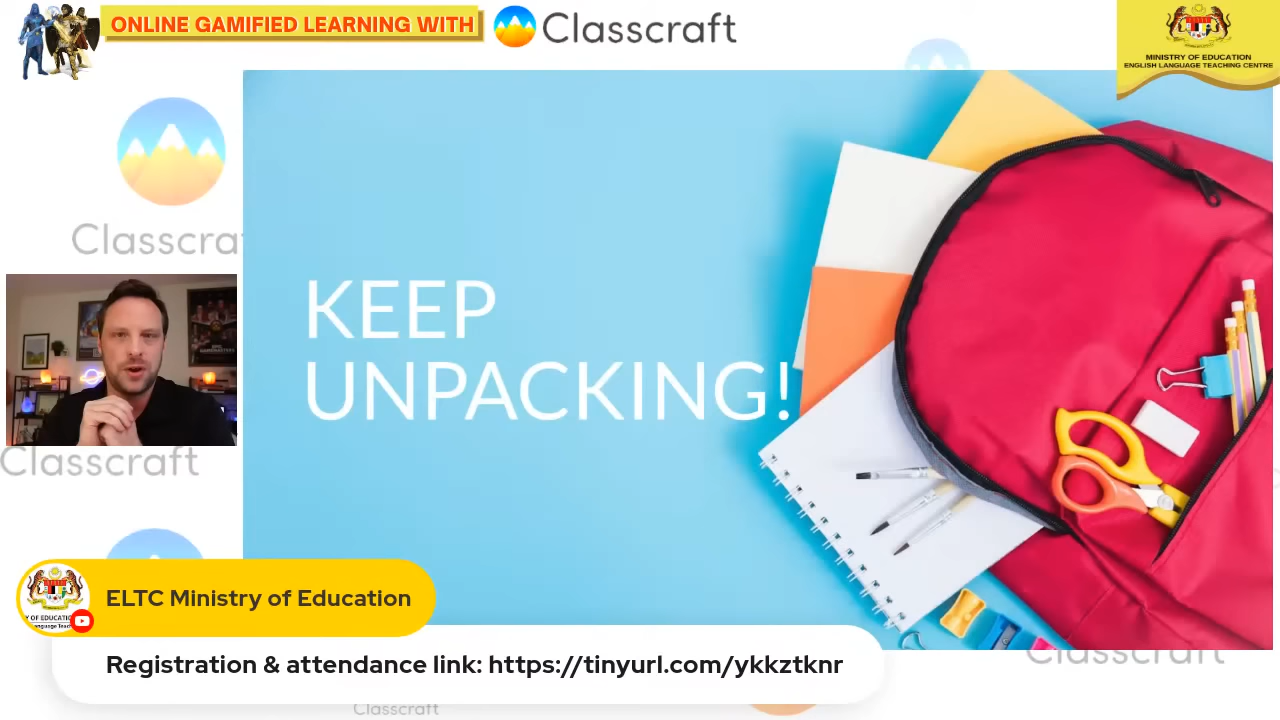 ONLINE GAMIFIED LEARNING WITH
Classcraft
MINISTRY OF EDUCATION
ENGLISH LANGUAGE TEACHING CENTRE
Classcra
KEEP
UNPACKING!
Classcraft
ELTC Ministry of Education
Registration & attendance link: https://tinyurl.com/ykkztknr
Classcraft
Classcraft